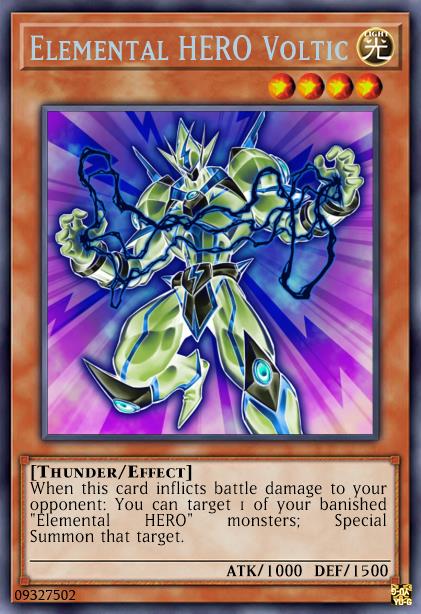 Elemental HERO Voltic
LIGHT
光
[Thunder/Effect]
When this card inflicts battle damage to your
opponent: You can target 1 of your banished
"Elemental HERO" monsters; Special
Summon that target.
ATK/1000 DEF/1500
09327502